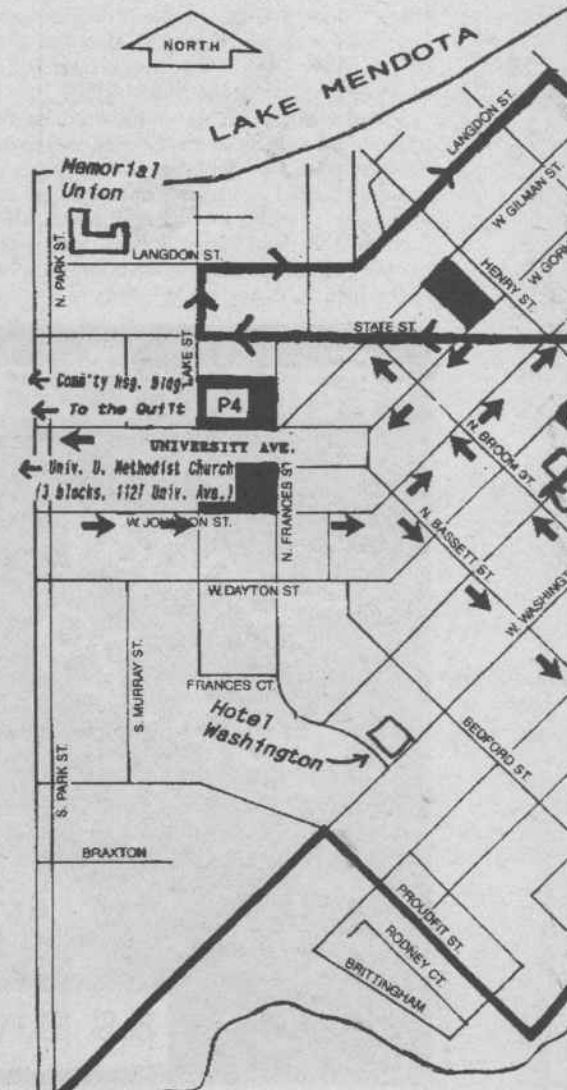 NORTH
LAKE MENDOTA
Memorial
Union
LANGDON ST.
LANGDON ST.
W. GILMAN ST.
HENRY ST.
N. PARK ST.
LAKE ST.
STATE ST.
Comm'ty Hsg. Bldg.
To the Quilt
P4
UNIVERSITY AVE.
Univ. U. Methodist Church
(3 blocks, 1127 Univ. Ave.)
W. JOHNSON ST.
N. FRANCES ST.
N. BROOM ST.
N. BASSETT ST.
W. DAYTON ST
FRANCES CT.
Hotel
Washington
S. MURRAY ST.
S. PARK ST.
BEDFORD ST.
BRAXTON
PROUDFIT ST.
RODNEY CT.
BRITTINGHAM